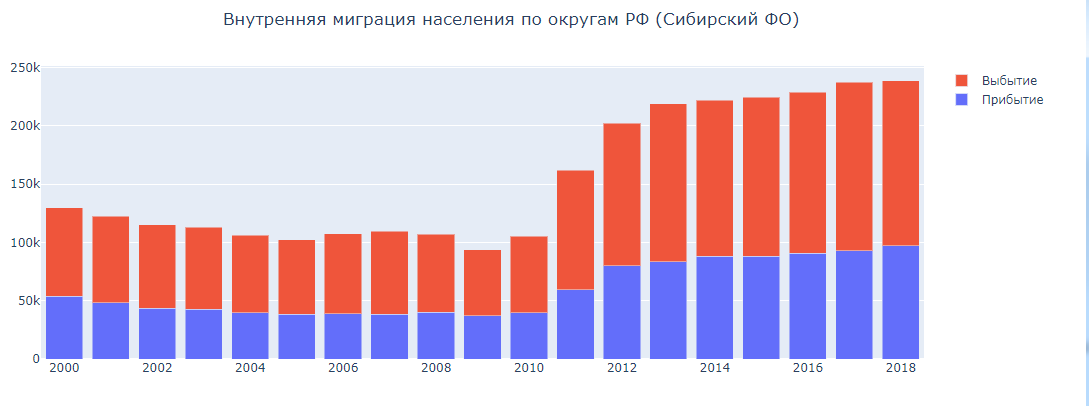 Внутренняя миграция населения по округам РФ (Сибирский ФО)
250k
200k
150k
100k
50k
0
2000 2002 2004 2006 2008 2010 2012 2014 2016 2018
Выбытие
Прибытие